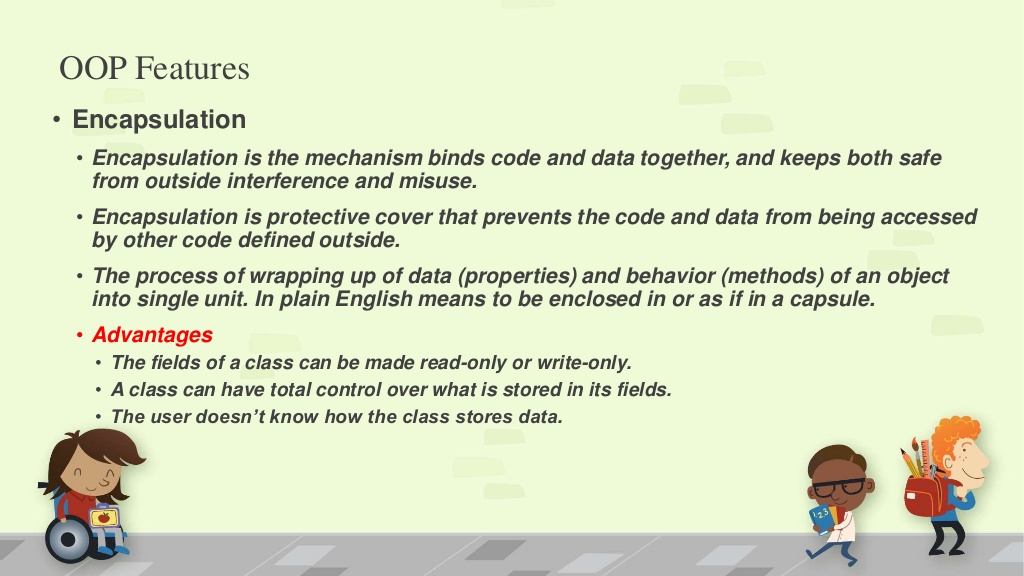 OOP Features
• Encapsulation
• Encapsulation is the mechanism binds code and data together, and keeps both safe
from outside interference and misuse.
• Encapsulation is protective cover that prevents the code and data from being accessed
by other code defined outside.
• The process of wrapping up of data (properties) and behavior (methods) of an object
into single unit. In plain English means to be enclosed in or as if in a capsule.
• Advantages
• The fields of a class can be made read-only or write-only.
• A class can have total control over what is stored in its fields.
• The user doesn’t know how the class stores data.
1,2,3